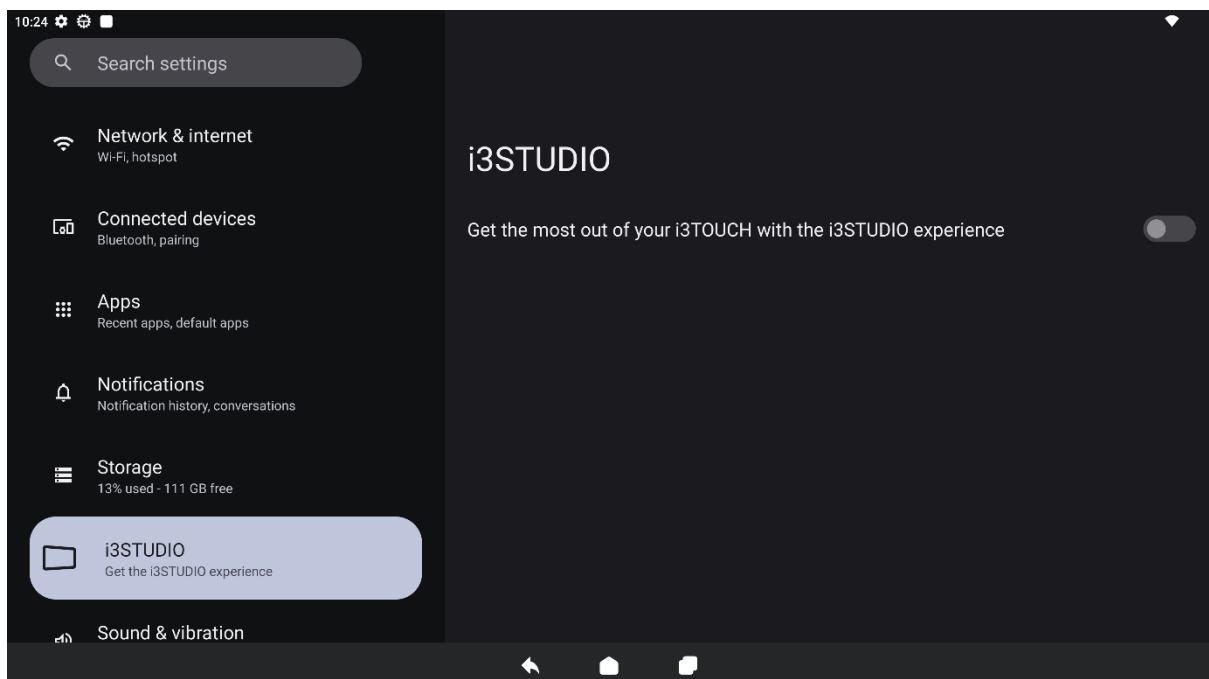 10:24
Search settings
Network & internet
Wi-Fi, hotspot
Connected devices
Bluetooth, pairing
Apps
Recent apps, default apps
Notifications
Notification history, conversations
Storage
13% used - 111 GB free
i3STUDIO
Get the i3STUDIO experience
Sound & vibration
i3STUDIO
Get the most out of your i3TOUCH with the i3STUDIO experience